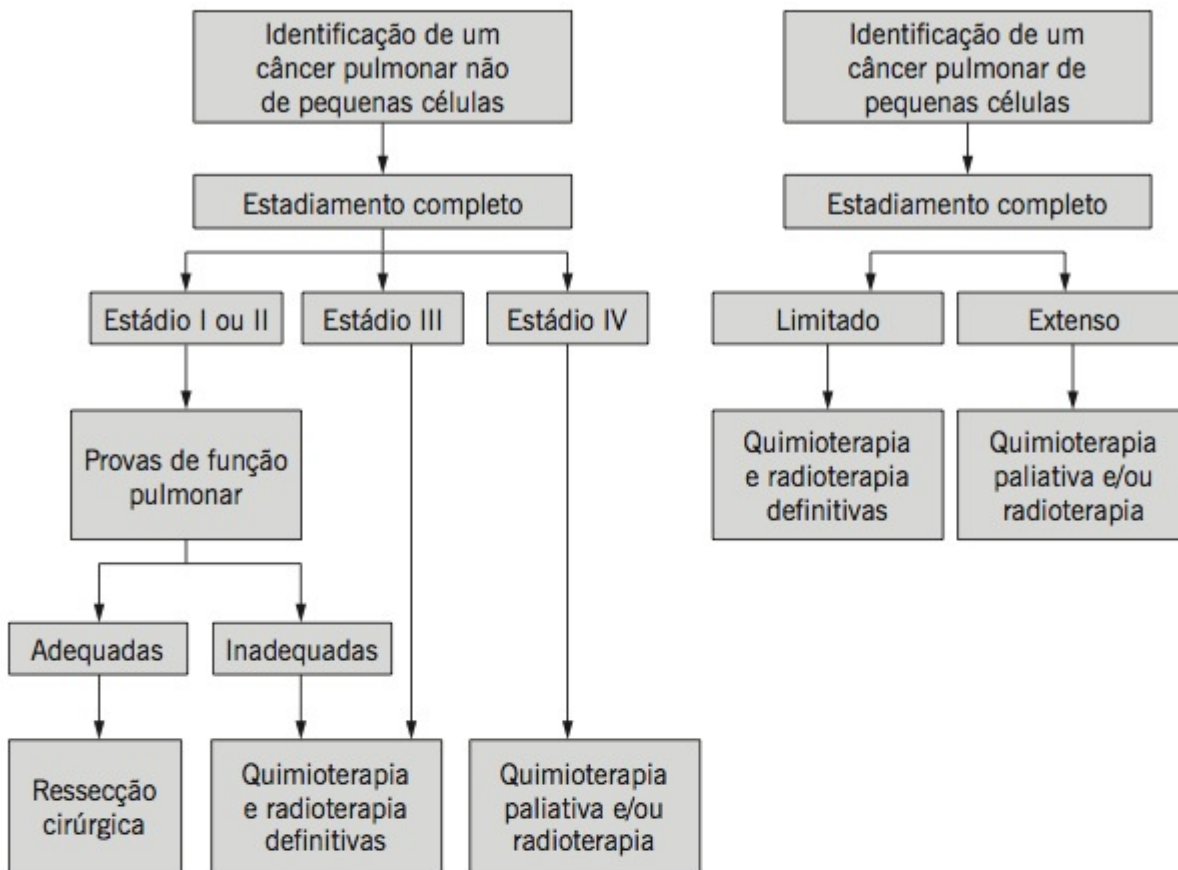 Identificação de um
câncer pulmonar não
de pequenas células
Estadiamento completo
Estádio I ou II
Estádio III
Estádio IV
Provas de função
pulmonar
Adequadas
Inadequadas
Ressecção
cirúrgica
Quimioterapia
e radioterapia
definitivas
Quimioterapia
paliativa e/ou
radioterapia
Identificação de um
câncer pulmonar de
pequenas células
Estadiamento completo
Limitado
Extenso
Quimioterapia
e radioterapia
definitivas
Quimioterapia
paliativa e/ou
radioterapia